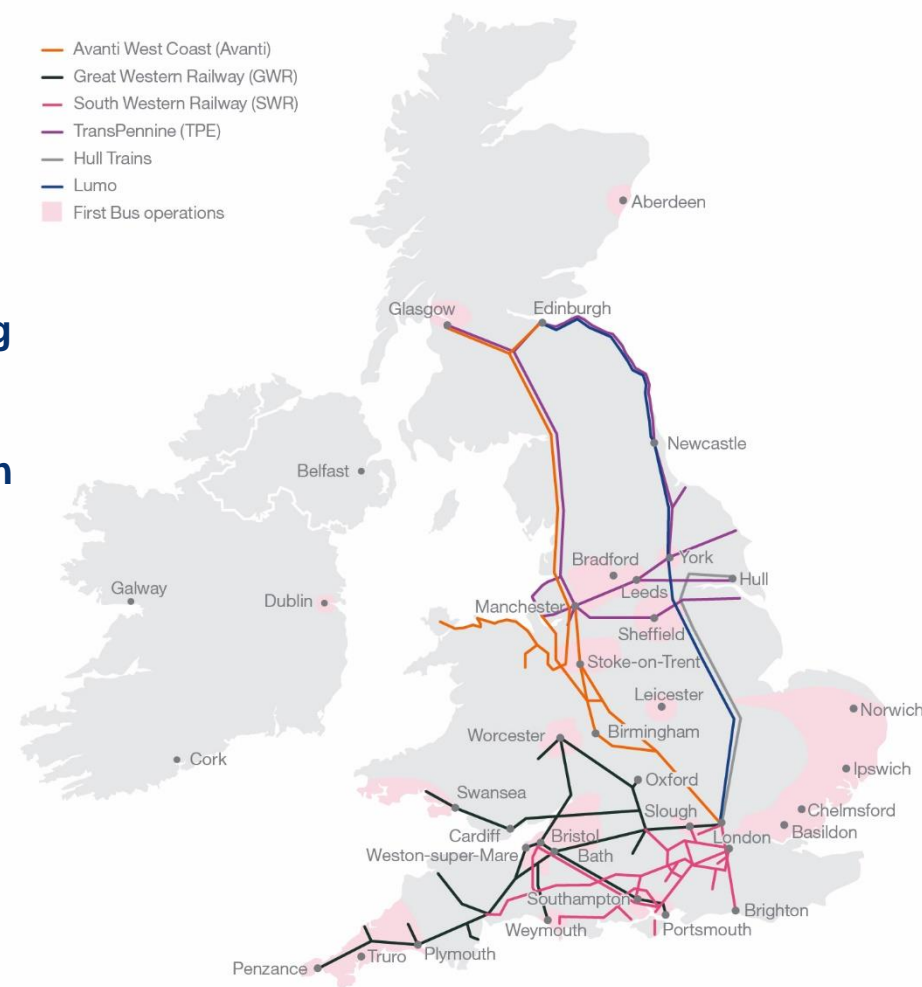 Avanti West Coast (Avanti)
Great Western Railway (GWR)
South Western Railway (SWR)
TransPennine (TPE)
Hull Trains
Lumo
First Bus operations
Aberdeen
Glasgow
Edinburgh
g
Newcastle
Belfast
n
York
Bradford
Hull
Leeds
Galway
Dublin
Manchester
Sheffield
Stoke-on-Trent
Leicester
Norwich
Birmingham
Worcester
Cork
Ipswich
Oxford
Swansea
Slough
Chelmsford
London
Basildon
Cardiff
Bristol
Weston-super-Mare
Bath
Southampton
Brighton
Weymouth
Portsmouth
Truro
Plymouth
Penzance